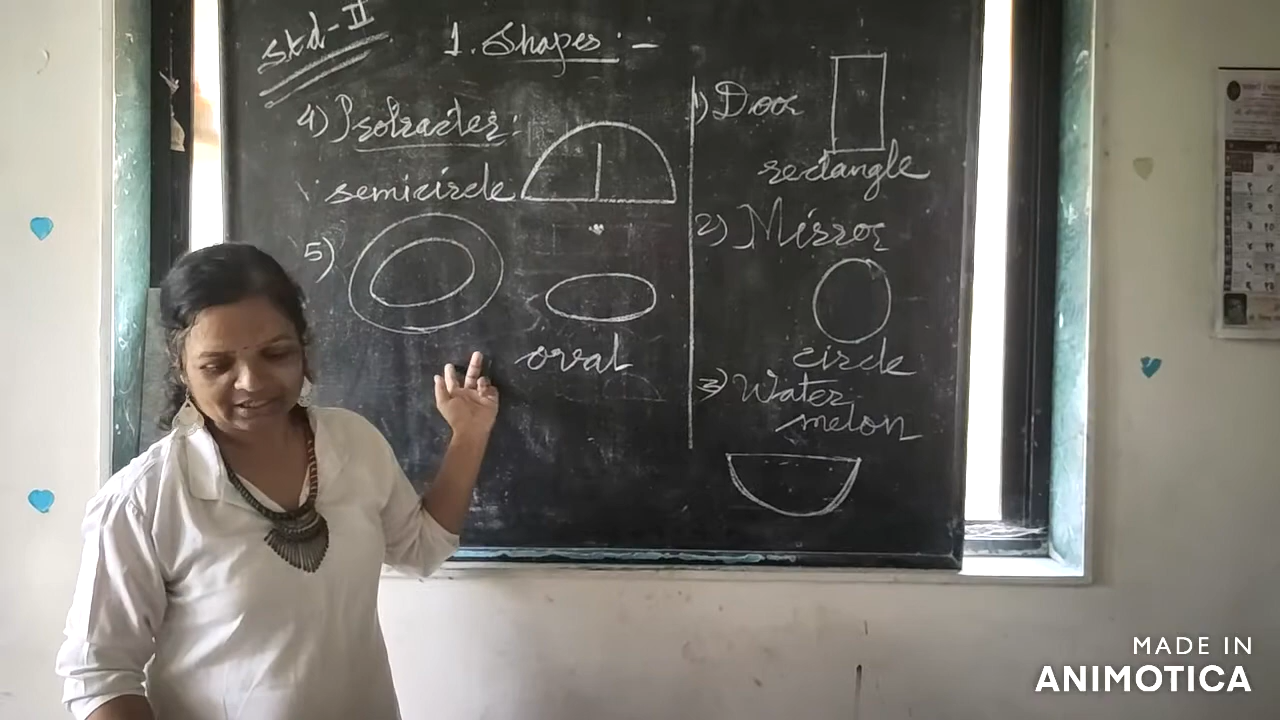 Std-II
1. Shapes :-
4) Protracter:
semicircle
5)
oval
1) Door
rectangle
2) Mirror
circle
3) Water
melon
MADE IN
ANIMOTICA